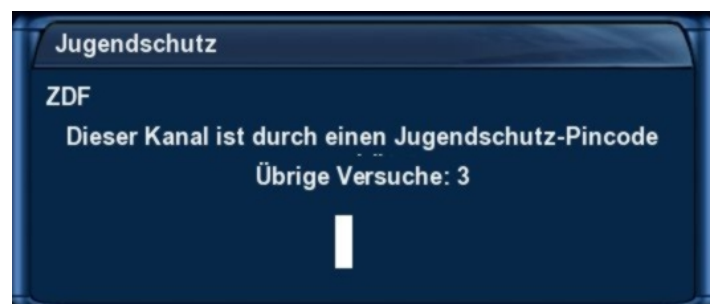 Jugendschutz
ZDF
Dieser Kanal ist durch einen Jugendschutz-Pincode
Übrige Versuche: 3